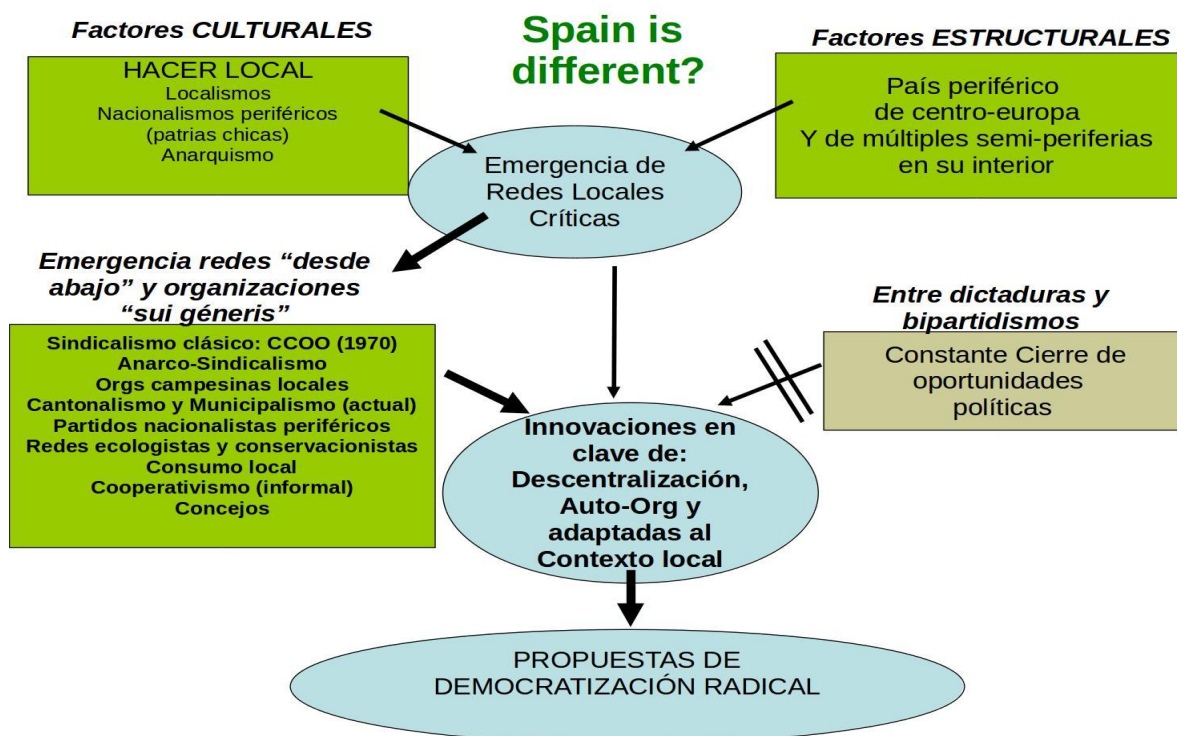 Factores CULTURALES
HACER LOCAL
Localismos
Nacionalismos periféricos
(patrias chicas)
Anarquismo
Spain is
different?
Factores ESTRUCTURALES
País periférico
de centro-europa
Y de múltiples semi-periferias
en su interior
Emergencia de
Redes Locales
Críticas
Emergencia redes “desde
abajo” y organizaciones
“sui géneris”
Sindicalismo clásico: CCOO (1970)
Anarco-Sindicalismo
Orgs campesinas locales
Cantonalismo y Municipalismo (actual)
Partidos nacionalistas periféricos
Redes ecologistas y conservacionistas
Consumo local
Cooperativismo (informal)
Concejos
Entre dictaduras y
bipartidismos
Constante Cierre de
oportunidades
políticas
Innovaciones en
clave de:
Descentralización,
Auto-Org y
adaptadas al
Contexto local
PROPUESTAS DE
DEMOCRATIZACIÓN RADICAL